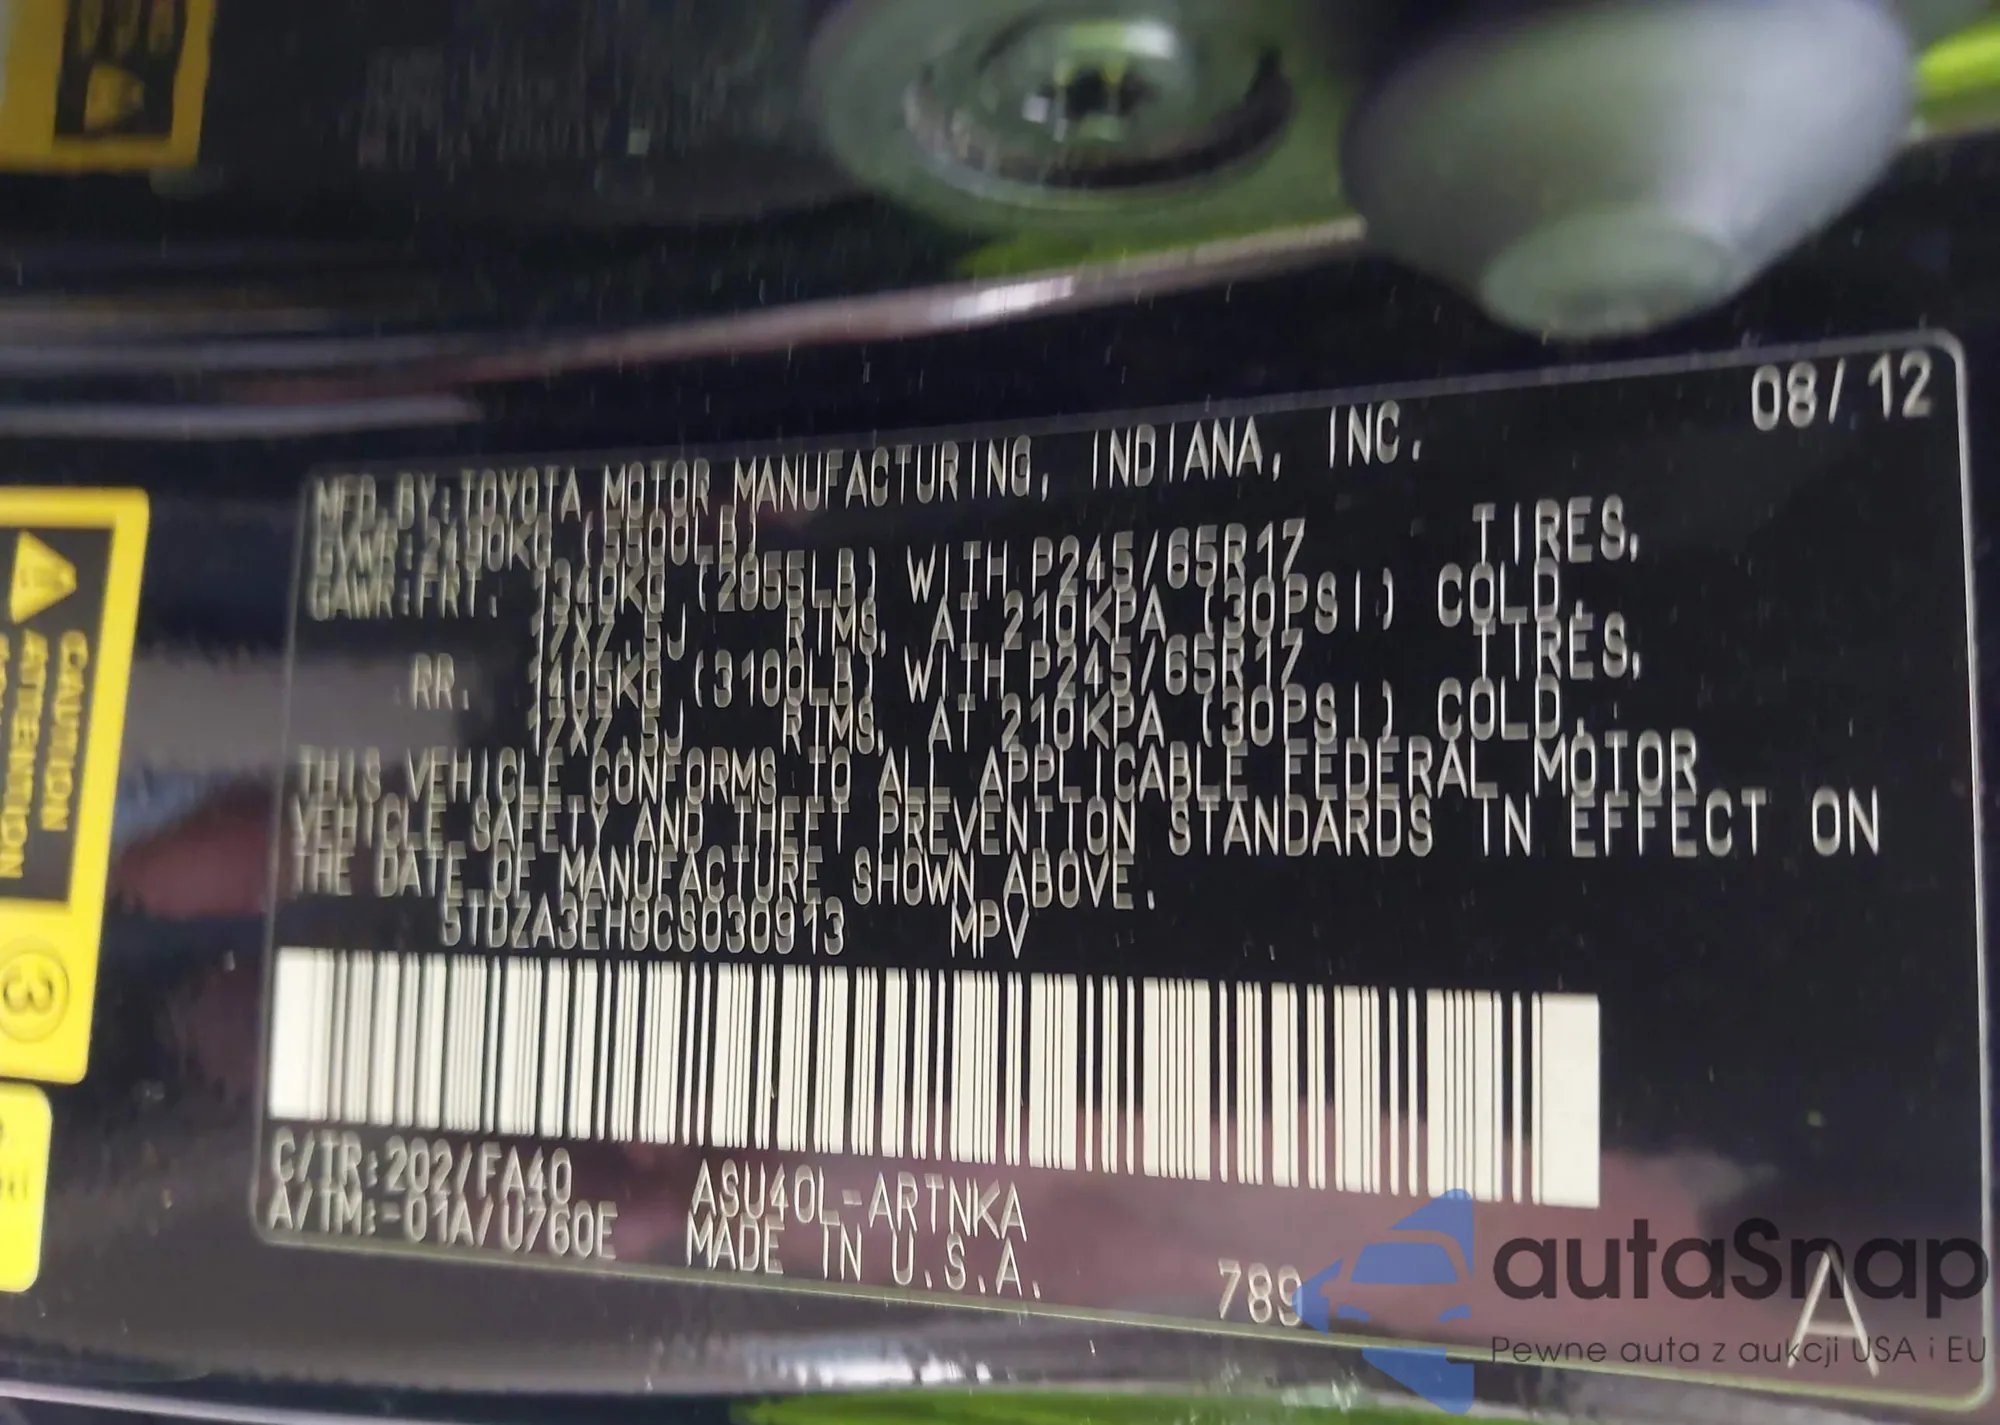 08/12
MFD.BY:TOYOTA MOTOR MANUFACTURING, INDIANA, INC.
GVWR:2490KG (5500LB)
GAWR:FRT. 1340KG (2955LB) WITH P245/65R17 TIRES,
17X7.5J RIMS, AT 210KPA (30PSI) COLD.
RR. 1405KG (3100LB) WITH P245/65R17 TIRES,
17X7.5J RIMS, AT 210KPA (30PSI) COLD.
THIS VEHICLE CONFORMS TO ALL APPLICABLE FEDERAL MOTOR
VEHICLE SAFETY AND THEFT PREVENTION STANDARDS IN EFFECT ON
THE DATE OF MANUFACTURE SHOWN ABOVE.
5TDZA3EH9CS030913 MPV
C/TR:202/FA40 ASU40L-ARTNKA
A/TM:-01A/U760E MADE IN U.S.A.
789
A
CAUTION
ATTENTION
3
autaSnap
Pewne auta z aukcji USA i EU